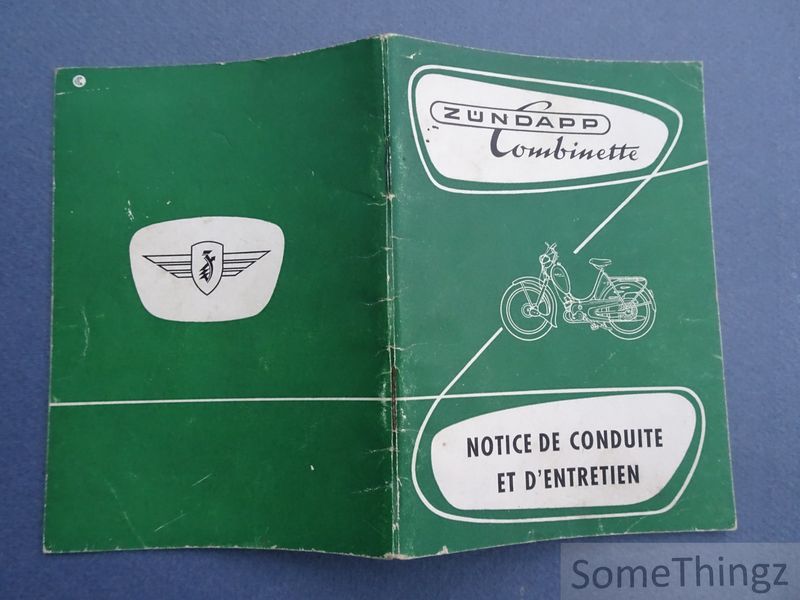 ZÜNDAPP
Combinette
NOTICE DE CONDUITE
ET D'ENTRETIEN
SomeThingz